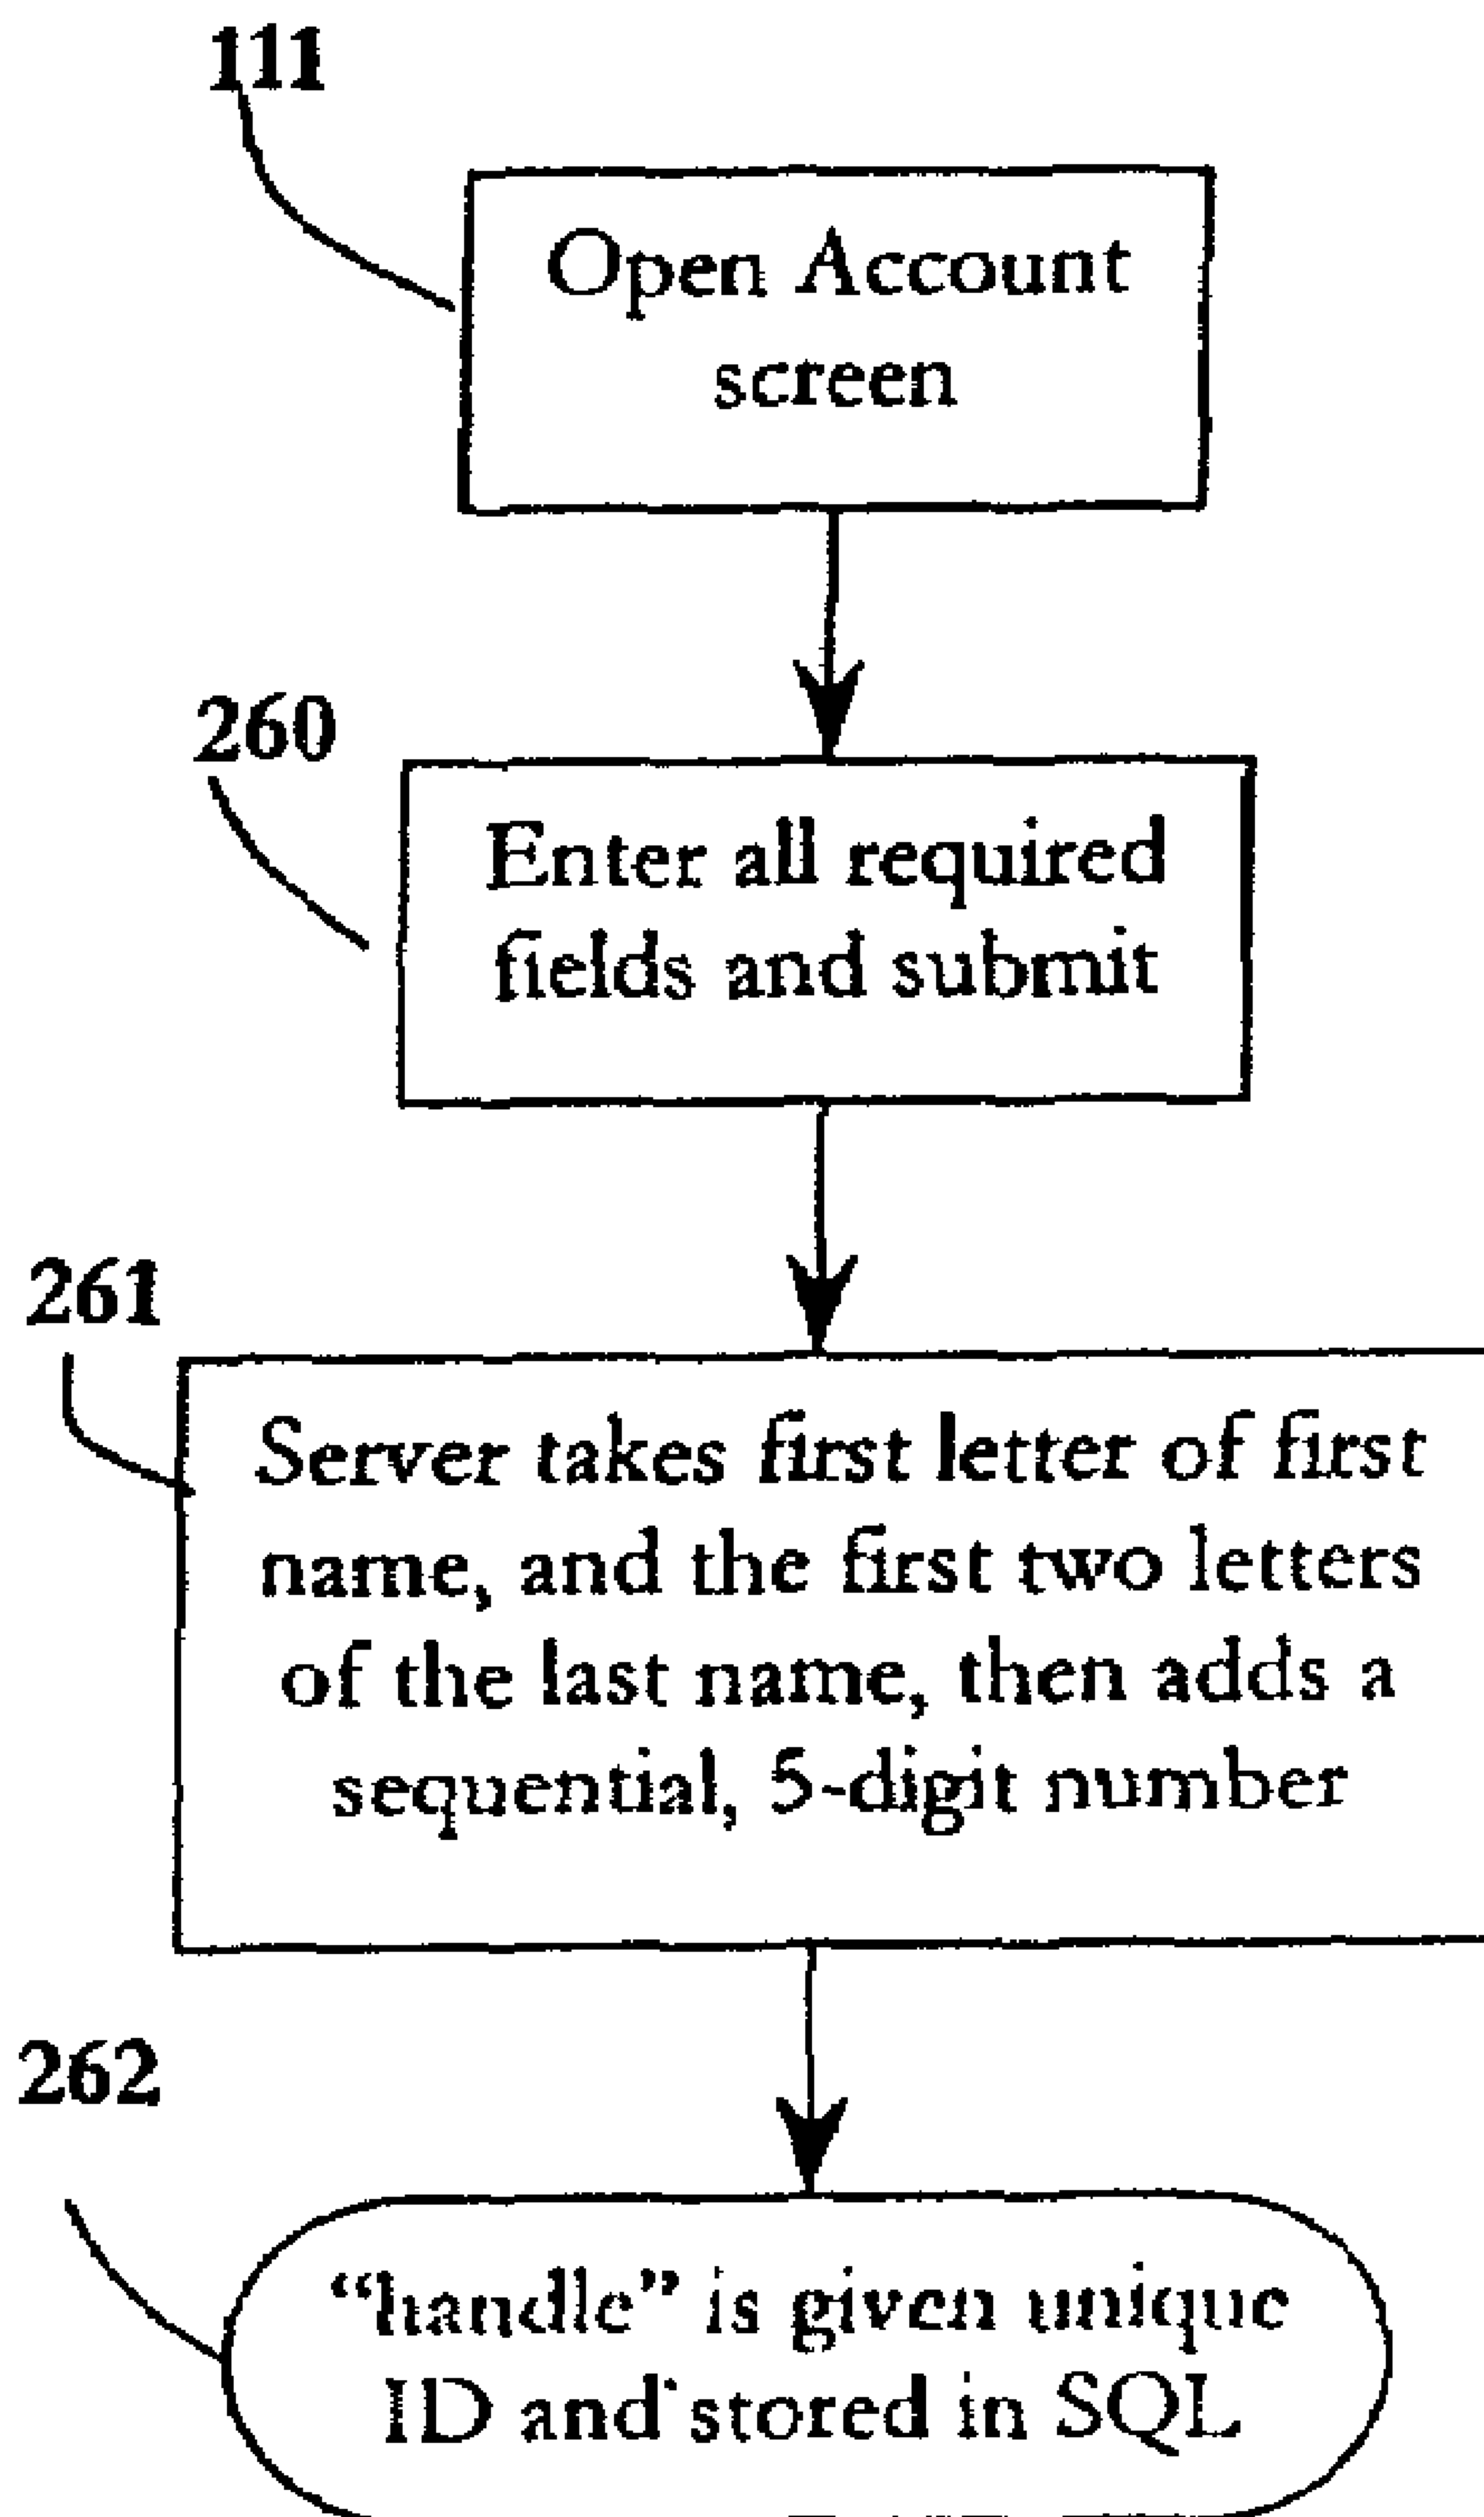 111
Open Account
screen
260
Enter all required
fields and submit
261
Server takes first letter of first
name, and the first two letters
of the last name, then adds a
sequential, 5-digit number
262
“handle” is given unique
ID and stored in SQL